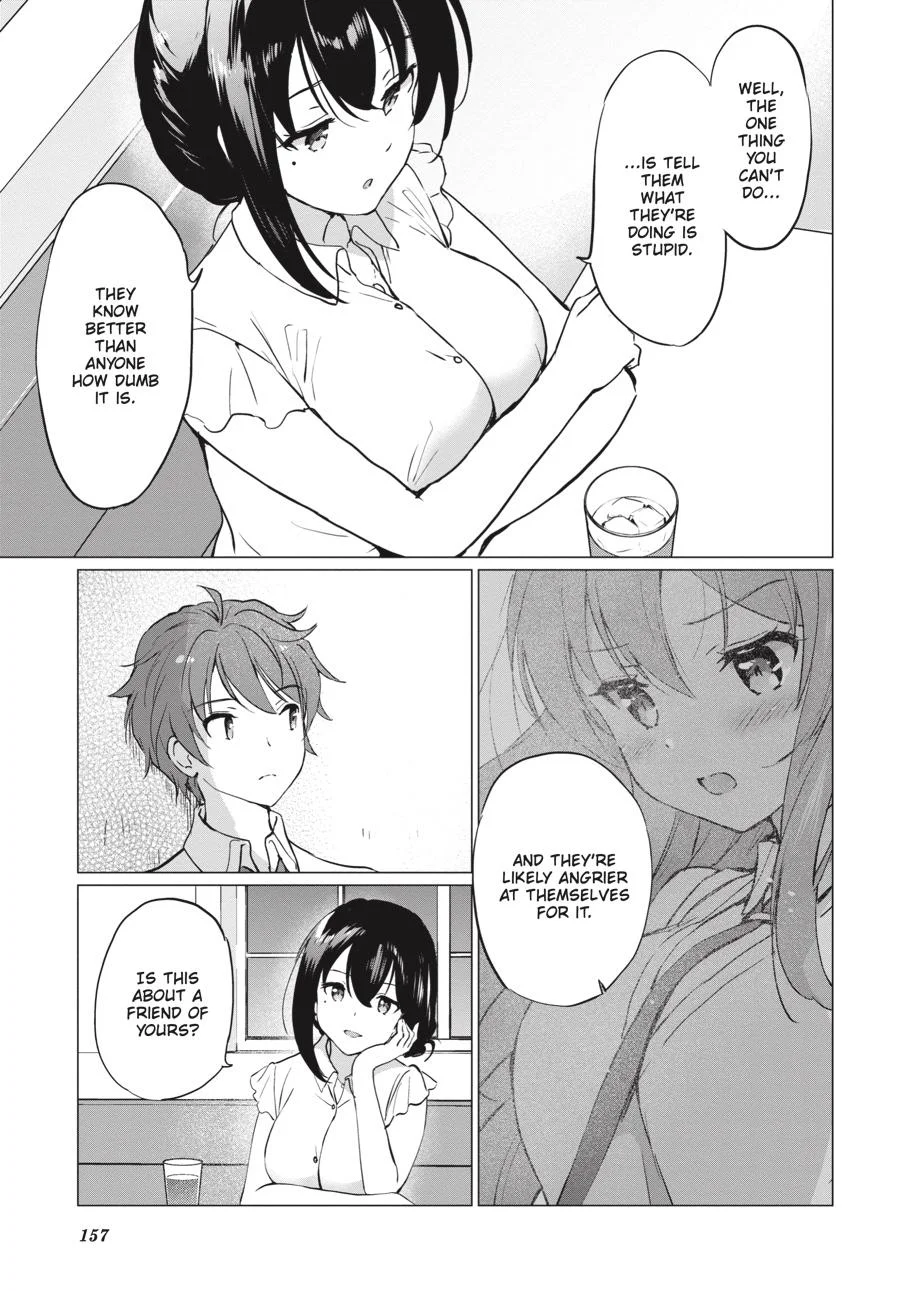 WELL,
THE
ONE
THING
YOU
CAN'T
DO...
...IS TELL
THEM
WHAT
THEY'RE
DOING IS
STUPID.
THEY
KNOW
BETTER
THAN
ANYONE
HOW DUMB
IT IS.
AND THEY'RE
LIKELY ANGRIER
AT THEMSELVES
FOR IT.
IS THIS
ABOUT A
FRIEND OF
YOURS?
157